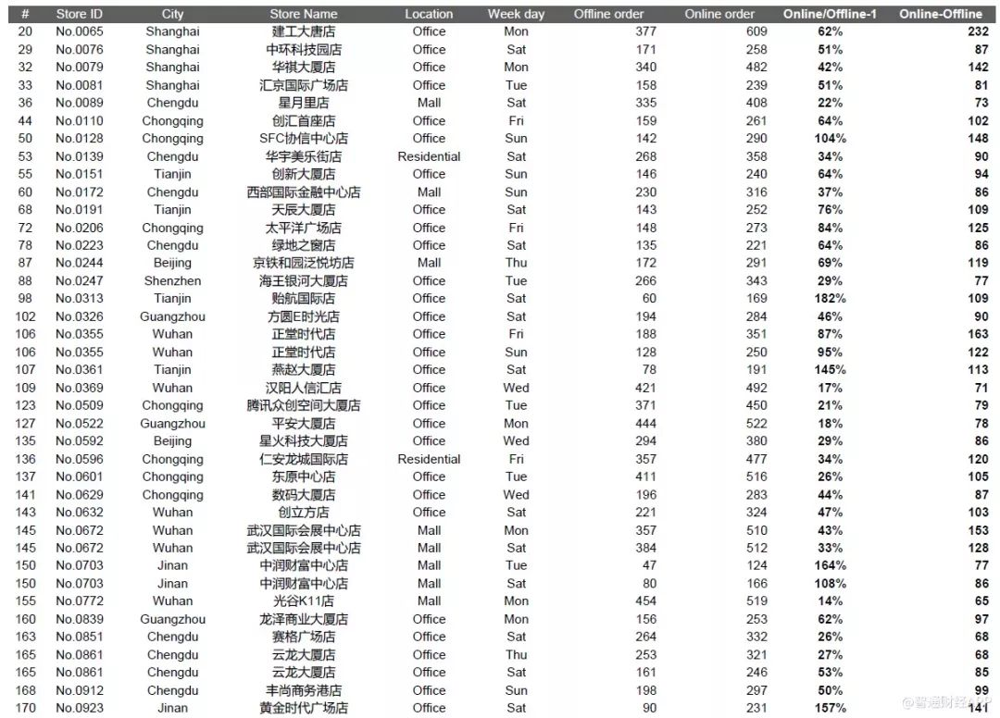 # Store ID City Store Name Location Week day Offline order Online order Online/Offline-1 Online-Offline
20 No.0065 Shanghai 建工大唐店 Office Mon 377 609 62% 232
29 No.0076 Shanghai 中环科技园店 Office Sat 171 258 51% 87
32 No.0079 Shanghai 华祺大厦店 Office Mon 340 482 42% 142
33 No.0081 Shanghai 汇京国际广场店 Office Tue 158 239 51% 81
36 No.0089 Chengdu 星月里店 Mall Sat 335 408 22% 73
44 No.0110 Chongqing 创汇首座店 Office Fri 159 261 64% 102
50 No.0128 Chongqing SFC协信中心店 Office Sun 142 290 104% 148
53 No.0139 Chengdu 华宇美乐街店 Residential Sat 268 358 34% 90
55 No.0151 Tianjin 创新大厦店 Office Sun 146 240 64% 94
60 No.0172 Chengdu 西部国际金融中心店 Mall Sun 230 316 37% 86
68 No.0191 Tianjin 天辰大厦店 Office Sat 143 252 76% 109
72 No.0206 Chongqing 太平洋广场店 Office Fri 148 273 84% 125
78 No.0223 Chengdu 绿地之窗店 Office Sat 135 221 64% 86
87 No.0244 Beijing 京铁和园泛悦坊店 Mall Thu 172 291 69% 119
88 No.0247 Shenzhen 海王银河大厦店 Office Tue 266 343 29% 77
98 No.0313 Tianjin 贻航国际店 Office Sat 60 169 182% 109
102 No.0326 Guangzhou 方圆E时光店 Office Sat 194 284 46% 90
106 No.0355 Wuhan 正堂时代店 Office Fri 188 351 87% 163
106 No.0355 Wuhan 正堂时代店 Office Sun 128 250 95% 122
107 No.0361 Tianjin 燕赵大厦店 Office Sat 78 191 145% 113
109 No.0369 Wuhan 汉阳人信汇店 Office Wed 421 492 17% 71
123 No.0509 Chongqing 腾讯众创空间大厦店 Office Tue 371 450 21% 79
127 No.0522 Guangzhou 平安大厦店 Office Mon 444 522 18% 78
135 No.0592 Beijing 星火科技大厦店 Office Wed 294 380 29% 86
136 No.0596 Chongqing 仁安龙城国际店 Residential Fri 357 477 34% 120
137 No.0601 Chongqing 东原中心店 Office Tue 411 516 26% 105
141 No.0629 Chongqing 数码大厦店 Office Wed 196 283 44% 87
143 No.0632 Wuhan 创立方店 Office Sat 221 324 47% 103
145 No.0672 Wuhan 武汉国际会展中心店 Mall Mon 357 510 43% 153
145 No.0672 Wuhan 武汉国际会展中心店 Mall Sat 384 512 33% 128
150 No.0703 Jinan 中润财富中心店 Mall Tue 47 124 164% 77
150 No.0703 Jinan 中润财富中心店 Mall Sat 80 166 108% 86
155 No.0772 Wuhan 光谷K11店 Mall Mon 454 519 14% 65
160 No.0839 Guangzhou 龙泽商业大厦店 Office Mon 156 253 62% 97
163 No.0851 Chengdu 赛格广场店 Office Sat 264 332 26% 68
165 No.0861 Chengdu 云龙大厦店 Office Thu 253 321 27% 68
165 No.0861 Chengdu 云龙大厦店 Office Sat 161 246 53% 85
168 No.0912 Chengdu 丰尚商务港店 Office Sun 198 297 50% 99
170 No.0923 Jinan 黄金时代广场店 Office Sat 90 231 157% 141
@智通财经APP